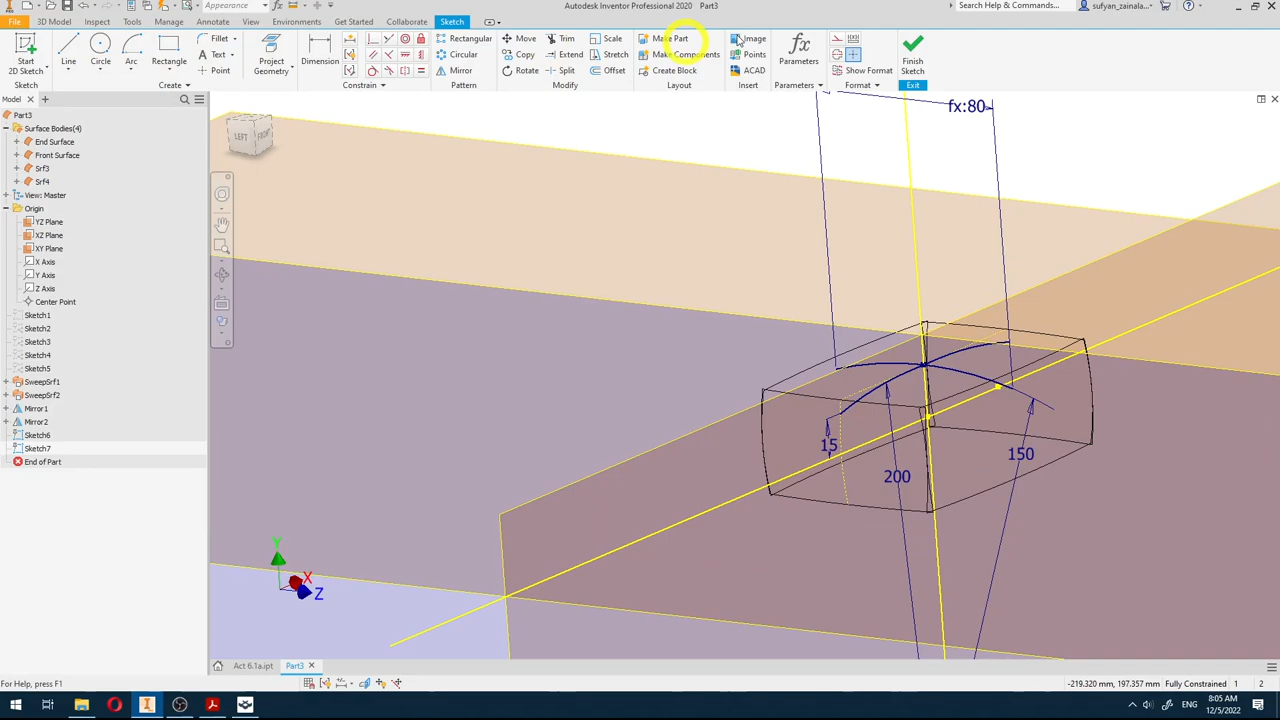 Appearance
Autodesk Inventor Professional 2020 Part3
Search Help & Commands...
sufyan_zainala...
File 3D Model Inspect Tools Manage Annotate View Environments Get Started Collaborate Sketch
Start
2D Sketch
Line
Circle
Arc
Rectangle
Fillet
Text
Point
Create
Project
Geometry
Dimension
Constrain
Rectangular
Circular
Mirror
Pattern
Move Trim Scale
Copy Extend Stretch
Rotate Split Offset
Modify
Make Part
Make Components
Create Block
Layout
Image
Points
ACAD
Insert
Parameters
Parameters
Show Format
Format
Finish
Sketch
Exit
Model
Part3
Surface Bodies(4)
End Surface
Front Surface
Srf3
Srf4
View: Master
Origin
YZ Plane
XZ Plane
XY Plane
X Axis
Y Axis
Z Axis
Center Point
Sketch1
Sketch2
Sketch3
Sketch4
Sketch5
SweepSrf1
SweepSrf2
Mirror1
Mirror2
Sketch6
Sketch7
End of Part
LEFT FRONT
fx:80
15
200
150
Y
X
Z
Act 6.1a.ipt Part3
For Help, press F1
-219.320 mm, 197.357 mm Fully Constrained 1 2
ENG
8:05 AM
12/5/2022